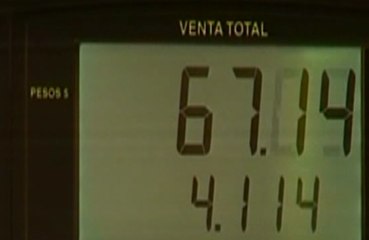 VENTA TOTAL
PESOS $ 67.14
4.114